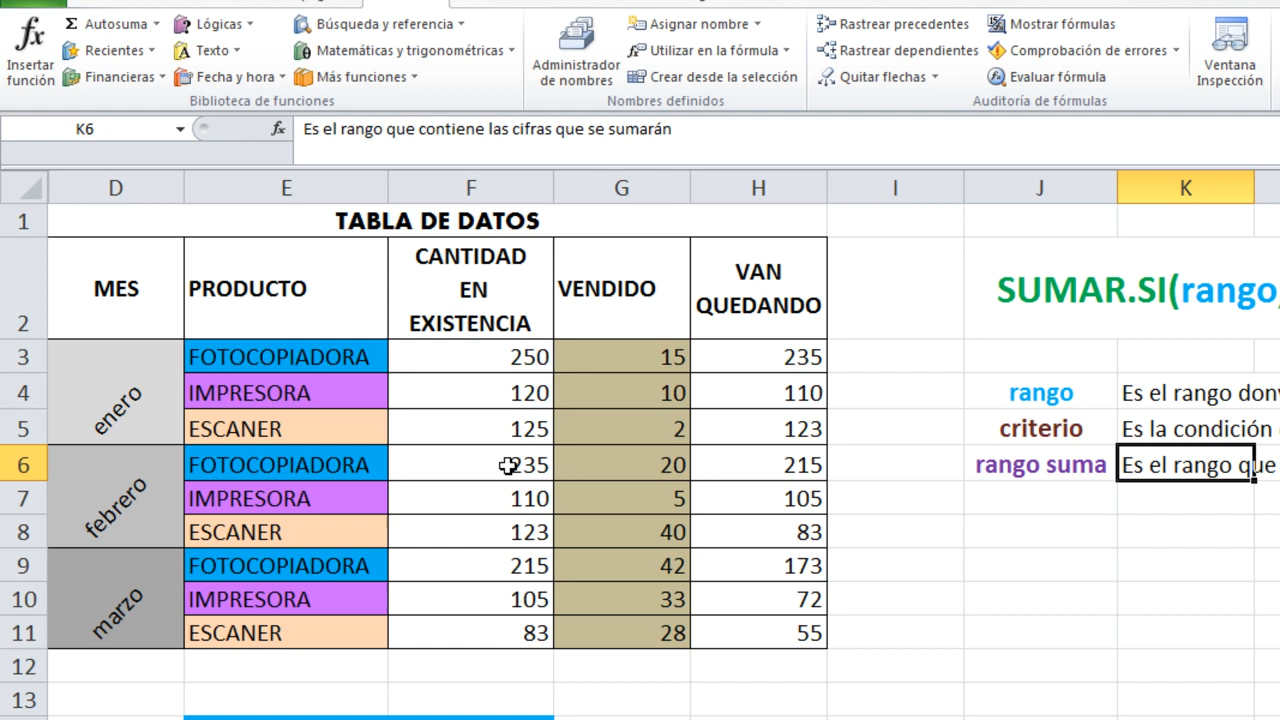 Autosuma
Lógicas
Búsqueda y referencia
Asignar nombre
Rastrear precedentes
Mostrar fórmulas
Recientes
Texto
Matemáticas y trigonométricas
Utilizar en la fórmula
Rastrear dependientes
Comprobación de errores
Financieras
Fecha y hora
Más funciones
Crear desde la selección
Quitar flechas
Evaluar fórmula
fx
Insertar
función
Administrador
de nombres
Ventana
Inspección
Biblioteca de funciones
Nombres definidos
Auditoría de fórmulas
K6
fx
Es el rango que contiene las cifras que se sumarán
D E F G H I J K
1 TABLA DE DATOS
2 MES PRODUCTO CANTIDAD EN EXISTENCIA VENDIDO VAN QUEDANDO
SUMAR.SI(rango,
3 FOTOCOPIADORA 250 15 235
4 enero IMPRESORA 120 10 110 rango Es el rango don
5 ESCANER 125 2 123 criterio Es la condición
6 FOTOCOPIADORA 235 20 215 rango suma Es el rango que
7 febrero IMPRESORA 110 5 105
8 ESCANER 123 40 83
9 FOTOCOPIADORA 215 42 173
10 marzo IMPRESORA 105 33 72
11 ESCANER 83 28 55
12
13